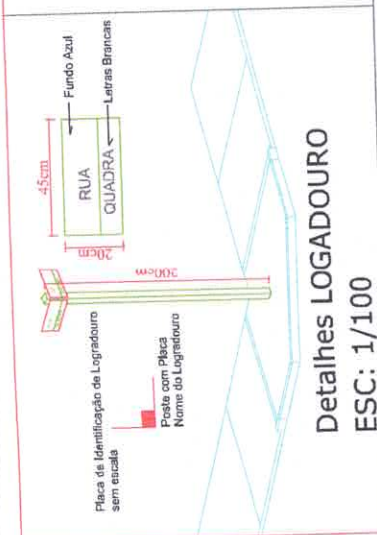 45cm
20cm
RUA
QUADRA
Fundo Azul
Letras Brancas
200cm
Placa de Identificação de Logradouro
sem escala
Poste com Placa
Nome do Logradouro
Detalhes LOGADOURO
ESC: 1/100